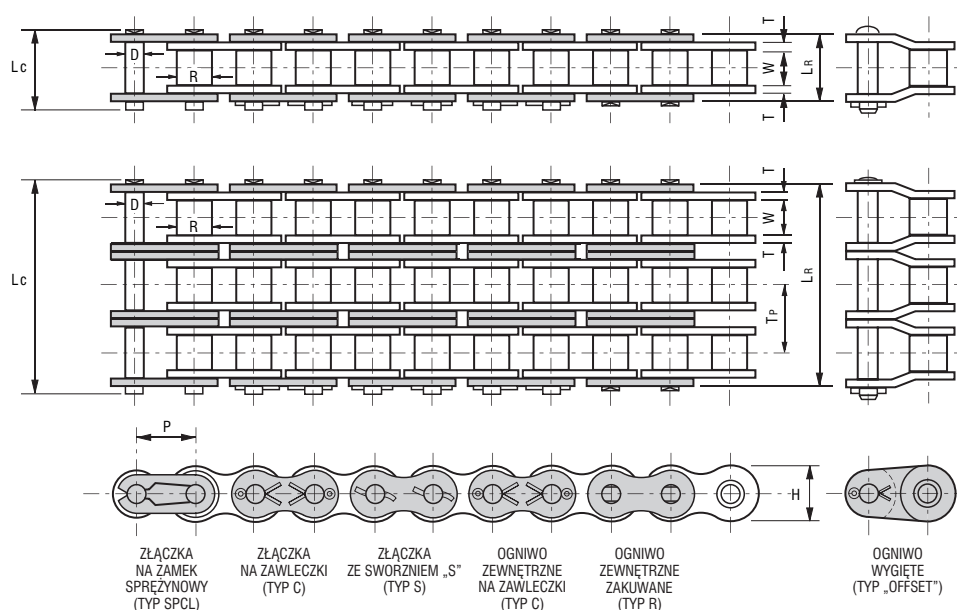 T
Lc
D
R
W
LR
T
T
D
W
R
T
Lc
LR
TP
P
H
ZŁĄCZKA
NA ZAMEK
SPRĘŻYNOWY
(TYP SPCL)
ZŁĄCZKA
NA ZAWLECZKI
(TYP C)
ZŁĄCZKA
ZE SWORZNIEM „S"
(TYP S)
OGNIWO
ZEWNĘTRZNE
NA ZAWLECZKI
(TYP C)
OGNIWO
ZEWNĘTRZNE
ZAKUWANE
(TYP R)
OGNIWO
WYGIĘTE
(TYP „OFFSET")